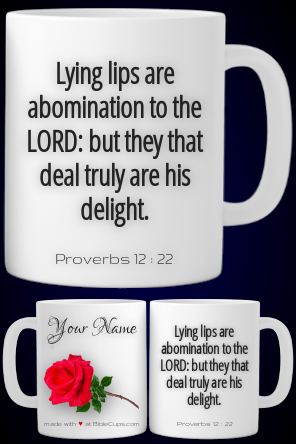 Lying lips are
abomination to the
LORD: but they that
deal truly are his
delight.
Proverbs 12 : 22
Your Name
made with ♥ at BibleCups.com
Lying lips are
abomination to the
LORD: but they that
deal truly are his
delight.
Proverbs 12 : 22